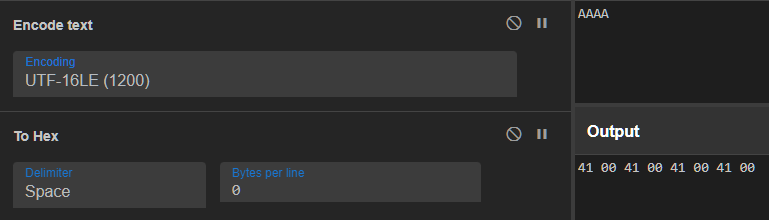 Encode text
Encoding
UTF-16LE (1200)
To Hex
Delimiter
Space
Bytes per line
0
AAAA
Output
41 00 41 00 41 00 41 00